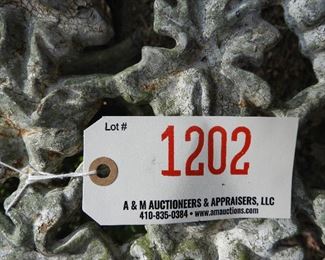 Lot #
1202
A & M AUCTIONEERS & APPRAISERS, LLC
410-835-0384 • www.amauctions.com